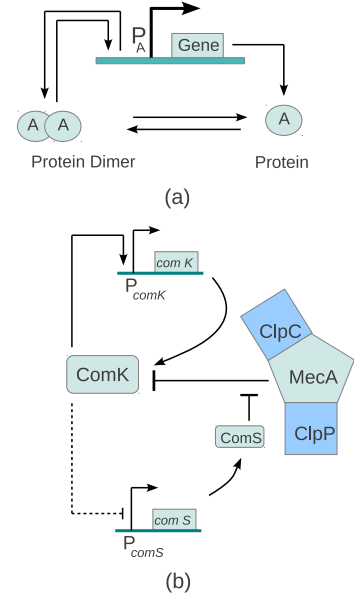 P_A
Gene
A A
A
Protein Dimer
Protein
(a)
com K
P_comK
ClpC
ComK
MecA
ComS
ClpP
com S
P_comS
(b)